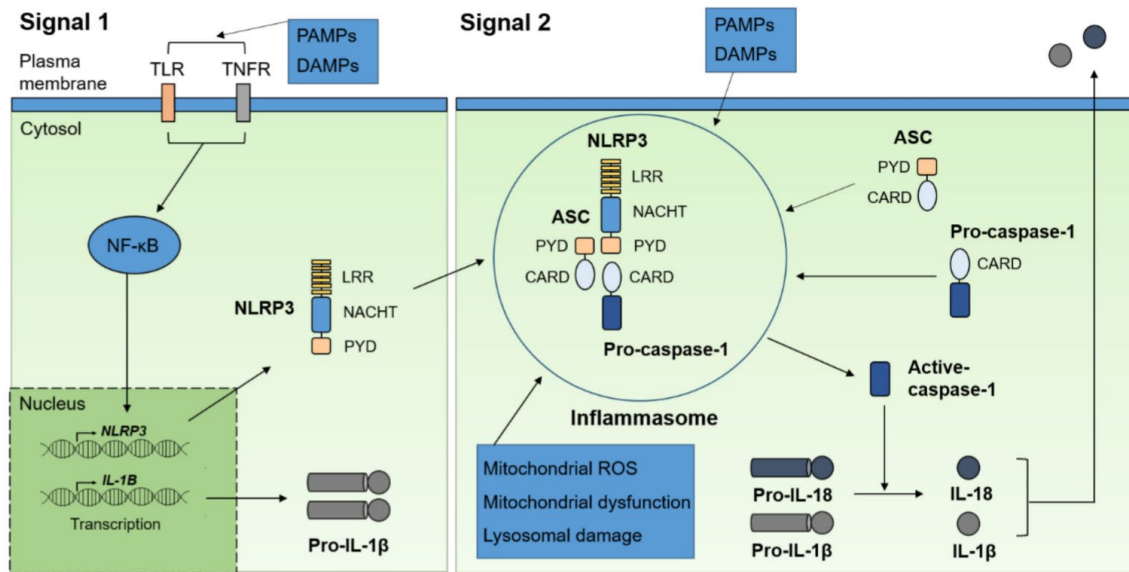 Signal 1
PAMPs
DAMPs
Plasma
membrane
TLR
TNFR
Cytosol
NF-κB
NLRP3
LRR
NACHT
PYD
Nucleus
NLRP3
IL-1B
Transcription
Pro-IL-1β
Signal 2
PAMPs
DAMPs
NLRP3
LRR
NACHT
ASC
PYD
PYD
CARD
CARD
Pro-caspase-1
Inflammasome
ASC
PYD
CARD
Pro-caspase-1
CARD
Active-
caspase-1
Mitochondrial ROS
Mitochondrial dysfunction
Lysosomal damage
Pro-IL-18
IL-18
Pro-IL-1β
IL-1β